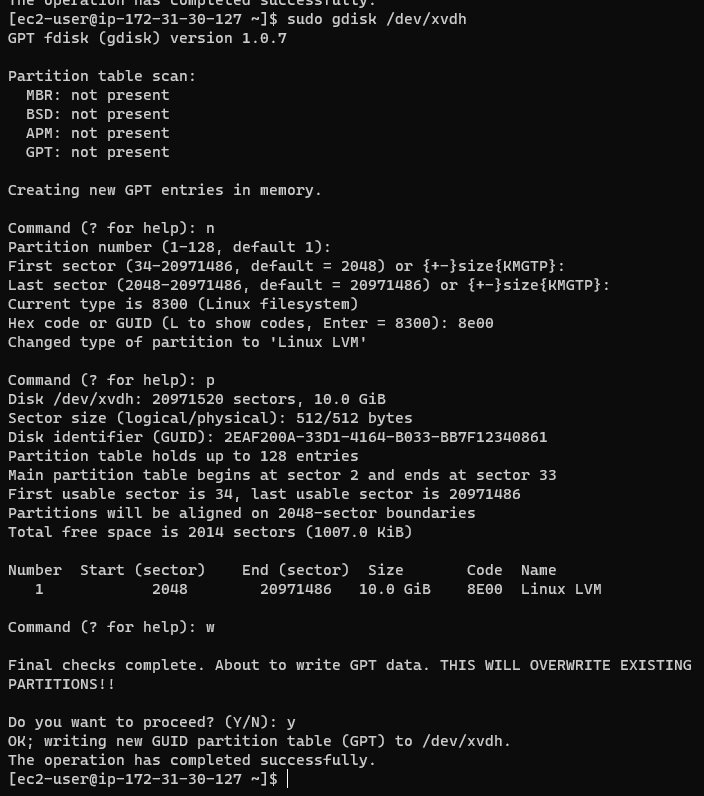 The operation has completed successfully.
[ec2-user@ip-172-31-30-127 ~]$ sudo gdisk /dev/xvdh
GPT fdisk (gdisk) version 1.0.7
Partition table scan:
  MBR: not present
  BSD: not present
  APM: not present
  GPT: not present
Creating new GPT entries in memory.
Command (? for help): n
Partition number (1-128, default 1):
First sector (34-20971486, default = 2048) or {+-}size{KMGTP}:
Last sector (2048-20971486, default = 20971486) or {+-}size{KMGTP}:
Current type is 8300 (Linux filesystem)
Hex code or GUID (L to show codes, Enter = 8300): 8e00
Changed type of partition to 'Linux LVM'
Command (? for help): p
Disk /dev/xvdh: 20971520 sectors, 10.0 GiB
Sector size (logical/physical): 512/512 bytes
Disk identifier (GUID): 2EAF200A-33D1-4164-B033-BB7F12340861
Partition table holds up to 128 entries
Main partition table begins at sector 2 and ends at sector 33
First usable sector is 34, last usable sector is 20971486
Partitions will be aligned on 2048-sector boundaries
Total free space is 2014 sectors (1007.0 KiB)
Number  Start (sector)    End (sector)  Size       Code  Name
   1            2048        20971486   10.0 GiB    8E00  Linux LVM
Command (? for help): w
Final checks complete. About to write GPT data. THIS WILL OVERWRITE EXISTING
PARTITIONS!!
Do you want to proceed? (Y/N): y
OK; writing new GUID partition table (GPT) to /dev/xvdh.
The operation has completed successfully.
[ec2-user@ip-172-31-30-127 ~]$